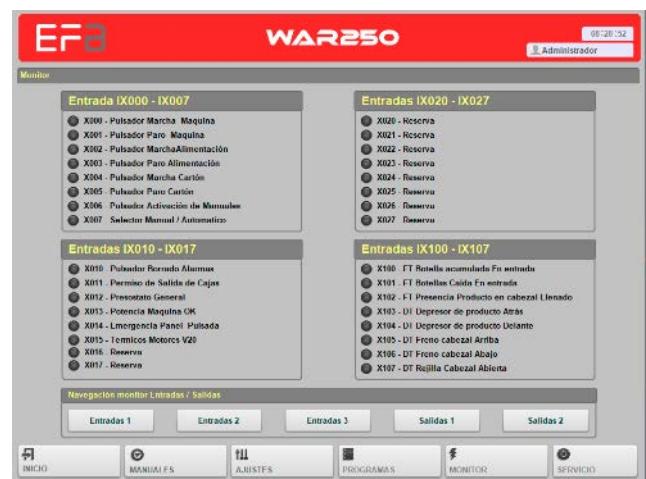 EFA
WAR250
08:28:52
Administrador
Monitor
Entrada IX000 - IX007
X000 - Pulsador Marcha Maquina
X001 - Pulsador Paro Maquina
X002 - Pulsador MarchaAlimentación
X003 - Pulsador Paro Alimentación
X004 - Pulsador Marcha Cartón
X005 - Pulsador Paro Cartón
X006 Pulsador Activación de Manuales
X007 Selector Manual / Automatico
Entradas IX020 - IX027
X020 - Reserva
X021 - Reserva
X022 - Reserva
X023 - Reserva
X024 - Reserva
X025 - Reserva
X026 Reserva
X027 Reserva
Entradas IX010 - IX017
X010 - Pulsador Borrado Alarmas
X011 - Permiso de Salida de Cajas
X012 - Presostato General
X013 - Potencia Maquina OK
X014 - Emergencia Panel Pulsada
X015 - Termicos Motores V20
X016 - Reserva
X017 - Reserva
Entradas IX100 - IX107
X100 - FT Botella acumulada En entrada
X101 - FT Botellas Caida En entrada
X102 - FT Presencia Producto en cabezal Llenado
X103 - DT Depresor de producto Atrás
X104 - DT Depresor de producto Delante
X105 - DT Freno cabezal Arriba
X106 - DT Freno cabezal Abajo
X107 - DT Rejilla Cabezal Abierta
Navegación monitor Entradas / Salidas
Entradas 1
Entradas 2
Entradas 3
Salidas 1
Salidas 2
INICIO
MANUALES
AJUSTES
PROGRAMAS
MONITOR
SERVICIO